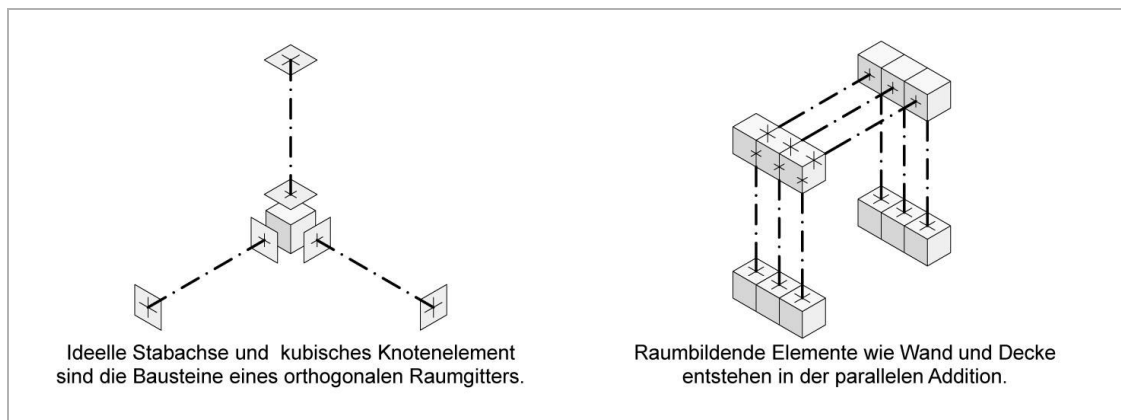 Ideelle Stabachse und kubisches Knotenelement
sind die Bausteine eines orthogonalen Raumgitters.
Raumbildende Elemente wie Wand und Decke
entstehen in der parallelen Addition.